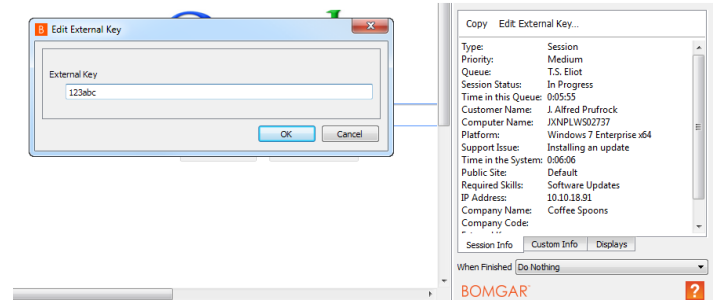 Edit External Key
External Key
123abc
OK Cancel
Copy Edit External Key...
Type: Session
Priority: Medium
Queue: T.S. Eliot
Session Status: In Progress
Time in this Queue: 0:05:55
Customer Name: J. Alfred Prufrock
Computer Name: JXNPLWS02737
Platform: Windows 7 Enterprise x64
Support Issue: Installing an update
Time in the System: 0:06:06
Public Site: Default
Required Skills: Software Updates
IP Address: 10.10.18.91
Company Name: Coffee Spoons
Company Code:
Session Info Custom Info Displays
When Finished Do Nothing
BOMGAR
?